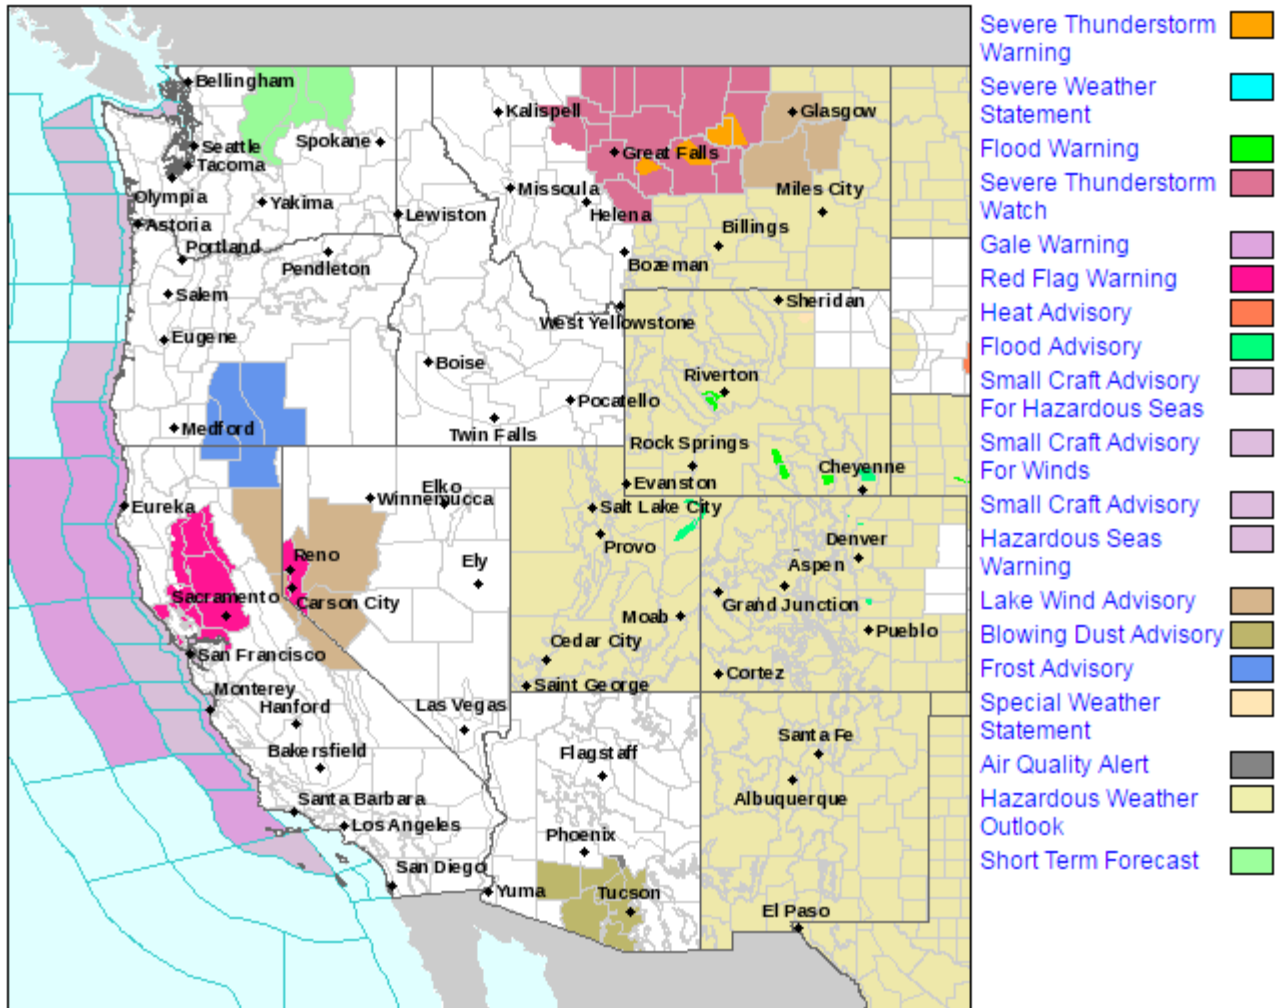 Bellingham
Seattle
Tacoma
Spokane
Olympia
Yakima
Astoria
Portland
Pendleton
Lewiston
Salem
Eugene
Medford
Kalispell
Great Falls
Glasgow
Missoula
Helena
Miles City
Billings
Bozeman
West Yellowstone
Sheridan
Boise
Pocatello
Twin Falls
Riverton
Rock Springs
Cheyenne
Evanston
Eureka
Elko
Winnemucca
Reno
Ely
Sacramento
Carson City
San Francisco
Monterey
Hanford
Bakersfield
Las Vegas
Santa Barbara
Los Angeles
San Diego
Salt Lake City
Provo
Moab
Cedar City
Saint George
Denver
Aspen
Grand Junction
Pueblo
Cortez
Flagstaff
Phoenix
Yuma
Tucson
Santa Fe
Albuquerque
El Paso
Severe Thunderstorm
Warning
Severe Weather
Statement
Flood Warning
Severe Thunderstorm
Watch
Gale Warning
Red Flag Warning
Heat Advisory
Flood Advisory
Small Craft Advisory
For Hazardous Seas
Small Craft Advisory
For Winds
Small Craft Advisory
Hazardous Seas
Warning
Lake Wind Advisory
Blowing Dust Advisory
Frost Advisory
Special Weather
Statement
Air Quality Alert
Hazardous Weather
Outlook
Short Term Forecast